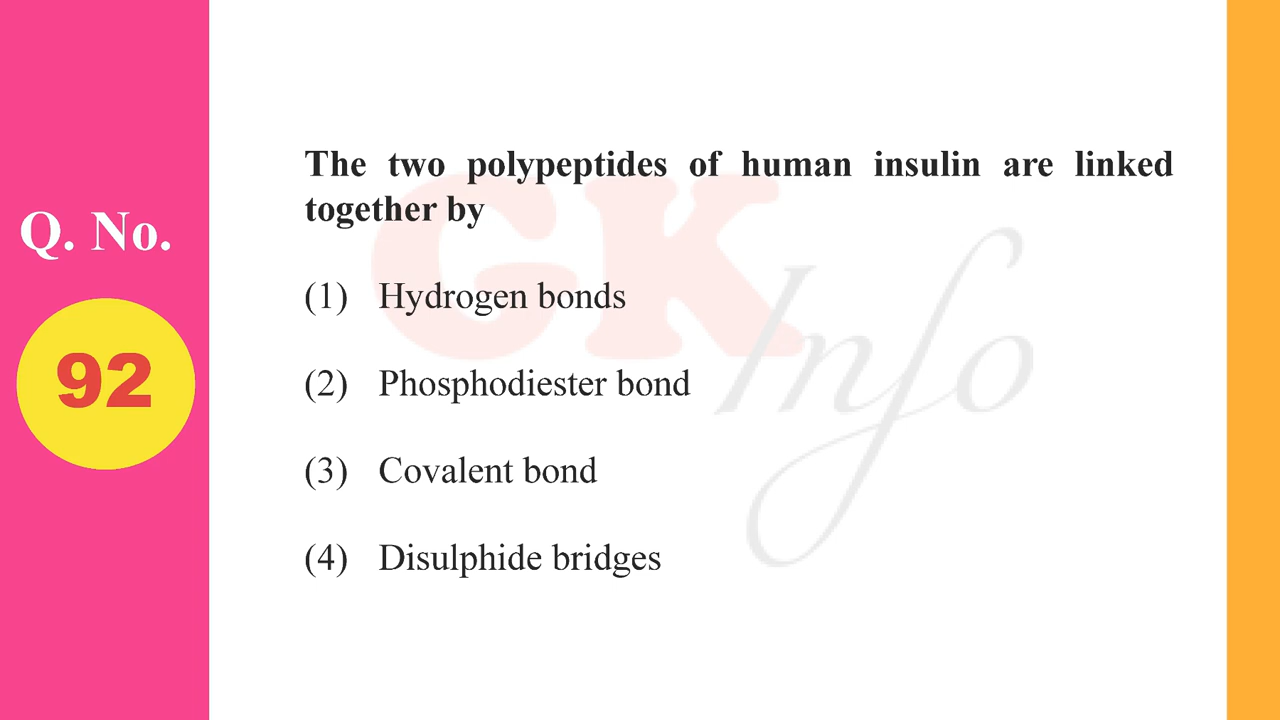 Q. No.
92
The two polypeptides of human insulin are linked
together by
(1) Hydrogen bonds
(2) Phosphodiester bond
(3) Covalent bond
(4) Disulphide bridges
GK
Info